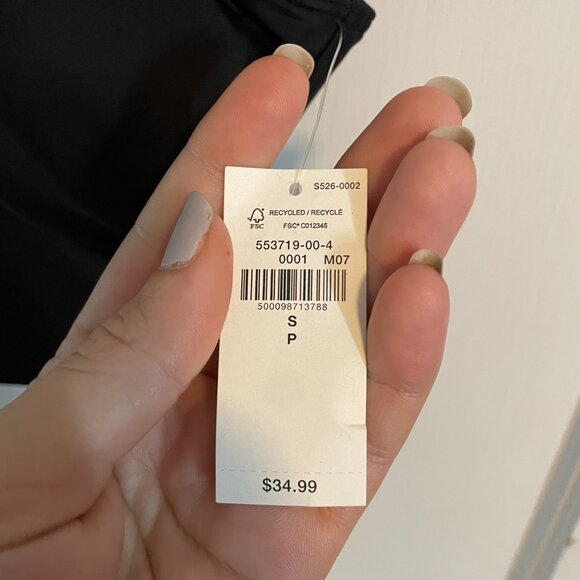 S526-0002
FSC
RECYCLED / RECYCLÉ
FSC® C012345
553719-00-4
0001 M07
500098713788
S
P
$34.99